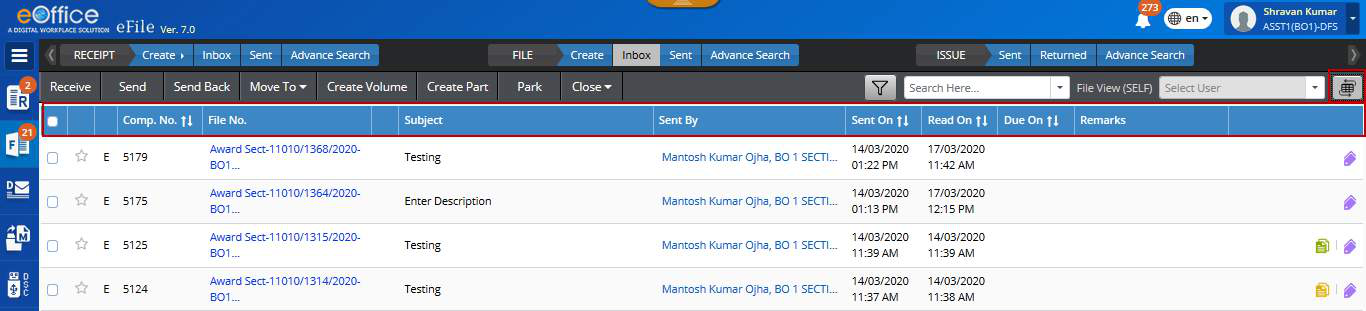 eOffice
A DIGITAL WORKPLACE SOLUTION
eFile Ver. 7.0
273
en
Shravan Kumar
ASST1(BO1)-DFS
RECEIPT Create Inbox Sent Advance Search
FILE Create Inbox Sent Advance Search
ISSUE Sent Returned Advance Search
2
R
21
F
D
M
DSC
Receive Send Send Back Move To Create Volume Create Part Park Close
Search Here... File View (SELF) Select User
Comp. No. File No. Subject Sent By Sent On Read On Due On Remarks
E 5179 Award Sect-11010/1368/2020- Testing Mantosh Kumar Ojha, BO 1 SECTI... 14/03/2020 17/03/2020
BO1... 01:22 PM 11:42 AM
E 5175 Award Sect-11010/1364/2020- Enter Description Mantosh Kumar Ojha, BO 1 SECTI... 14/03/2020 17/03/2020
BO1... 01:13 PM 12:15 PM
E 5125 Award Sect-11010/1315/2020- Testing Mantosh Kumar Ojha, BO 1 SECTI... 14/03/2020 14/03/2020
BO1... 11:39 AM 11:39 AM
E 5124 Award Sect-11010/1314/2020- Testing Mantosh Kumar Ojha, BO 1 SECTI... 14/03/2020 14/03/2020
BO1... 11:37 AM 11:38 AM